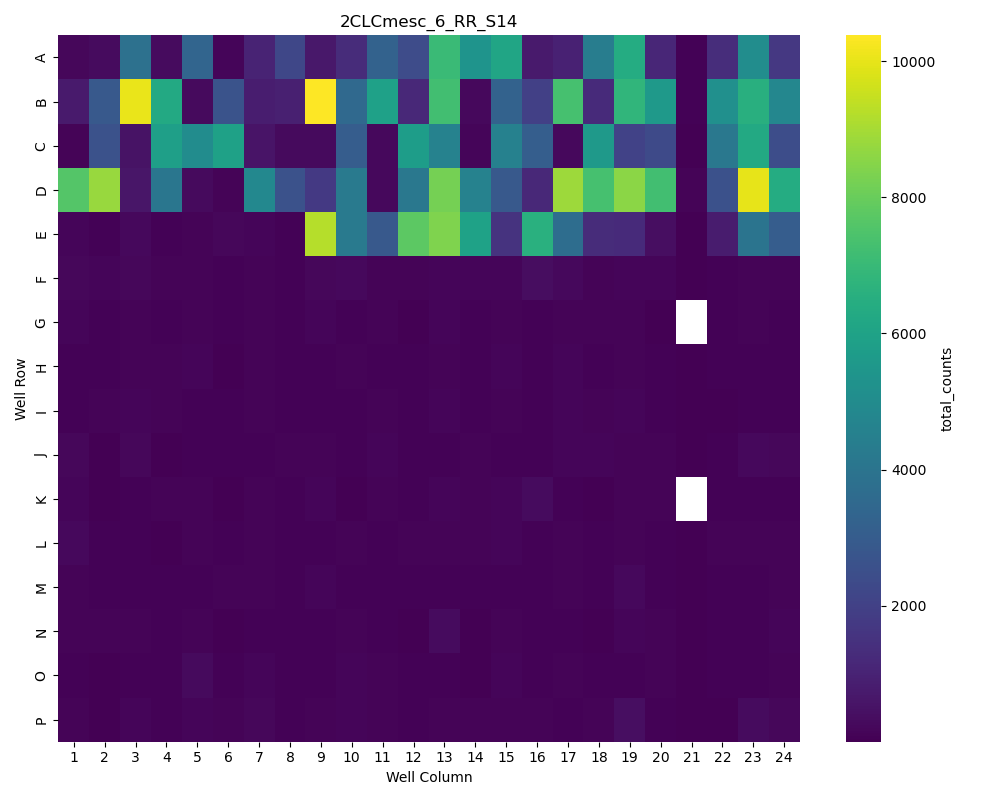 2CLCmesc_6_RR_S14
A
B
C
D
E
F
G
H
I
J
K
L
M
N
O
P
Well Row
1 2 3 4 5 6 7 8 9 10 11 12 13 14 15 16 17 18 19 20 21 22 23 24
Well Column
10000
8000
6000
4000
2000
total_counts